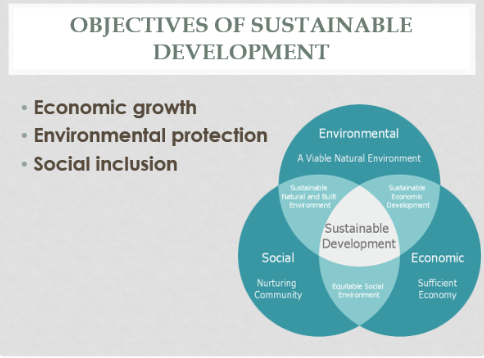 OBJECTIVES OF SUSTAINABLE
DEVELOPMENT
• Economic growth
• Environmental protection
• Social inclusion
Environmental
A Viable Natural Environment
Sustainable
Natural and Built
Environment
Sustainable
Economic
Development
Sustainable
Development
Social
Nurturing
Community
Economic
Sufficient
Economy
Equitable Social
Environment